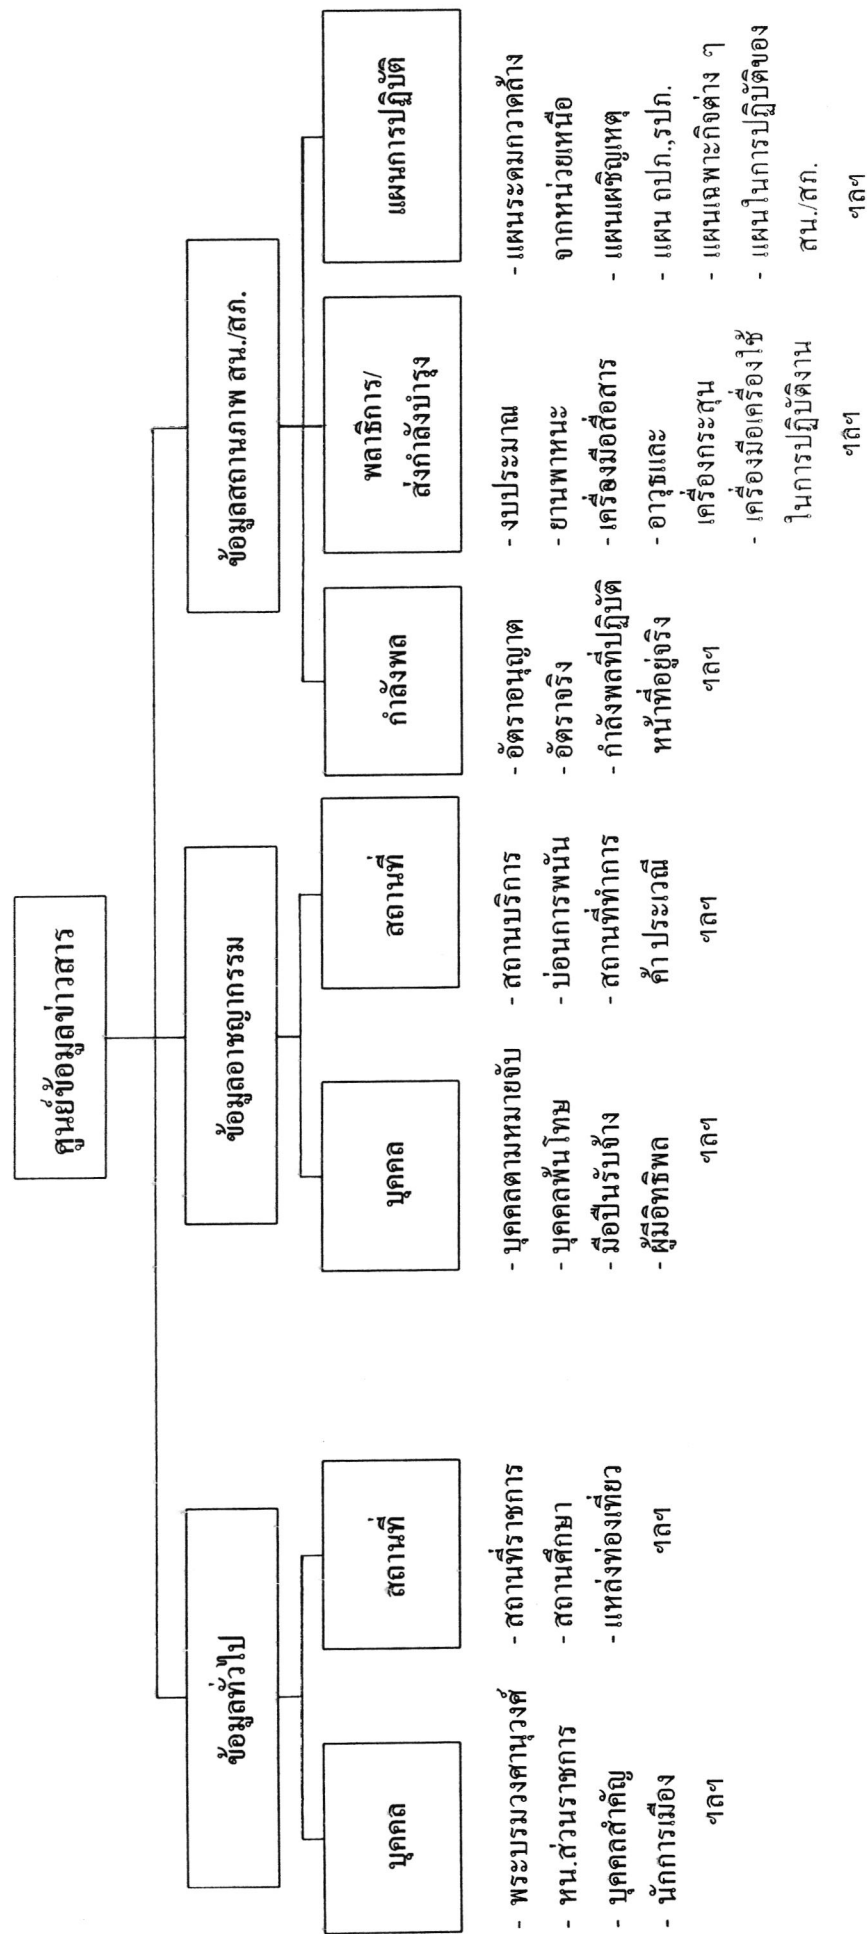 ศูนย์ข้อมูลข่าวสาร
ข้อมูลทั่วไป
บุคคล
- พระบรมวงศานุวงศ์
- หน.ส่วนราชการ
- บุคคลสำคัญ
- นักการเมือง
ฯลฯ
สถานที่
- สถานที่ราชการ
- สถานศึกษา
- แหล่งท่องเที่ยว
ฯลฯ
ข้อมูลอาชญากรรม
บุคคล
- บุคคลตามหมายจับ
- บุคคลพ้นโทษ
- มือปืนรับจ้าง
- ผู้มีอิทธิพล
ฯลฯ
สถานที่
- สถานบริการ
- บ่อนการพนัน
- สถานที่ทำการ
ค้า ประเวณี
ฯลฯ
ข้อมูลสถานภาพ สน./สภ.
กำลังพล
- อัตราอนุญาต
- อัตราจริง
- กำลังพลที่ปฏิบัติ
หน้าที่อยู่จริง
ฯลฯ
พลาธิการ/
ส่งกำลังบำรุง
- งบประมาณ
- ยานพาหนะ
- เครื่องมือสื่อสาร
- อาวุธและ
เครื่องกระสุน
- เครื่องมือเครื่องใช้
ในการปฏิบัติงาน
ฯลฯ
แผนการปฏิบัติ
- แผนระดมกวาดล้าง
จากหน่วยเหนือ
- แผนเผชิญเหตุ
- แผน ถปภ.,รปภ.
- แผนเฉพาะกิจต่าง ๆ
- แผนในการปฏิบัติของ
สน./สภ.
ฯลฯ